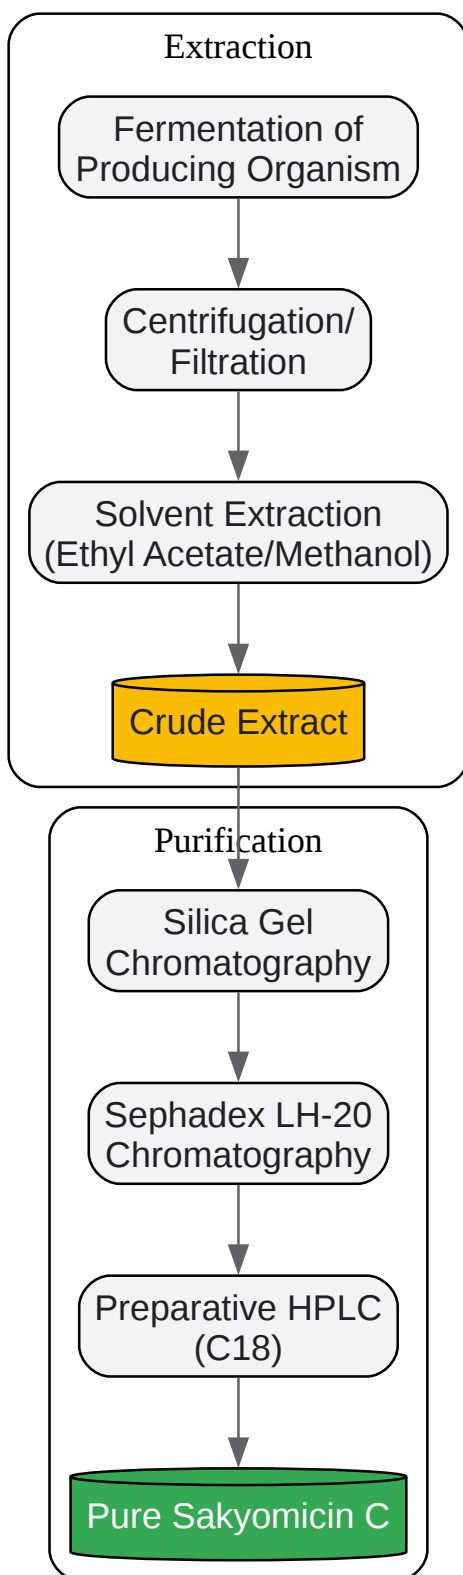 Extraction
Fermentation of
Producing Organism
Centrifugation/
Filtration
Solvent Extraction
(Ethyl Acetate/Methanol)
Crude Extract
Purification
Silica Gel
Chromatography
Sephadex LH-20
Chromatography
Preparative HPLC
(C18)
Pure Sakyomicin C